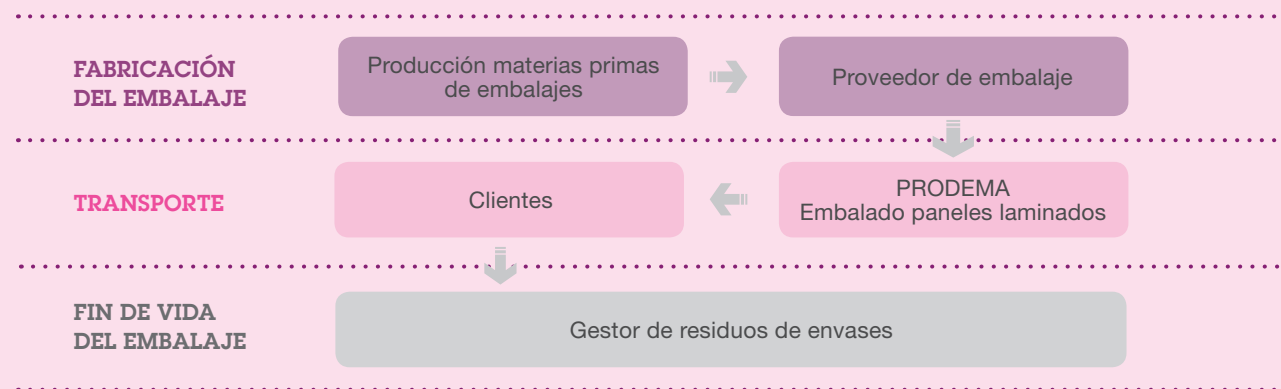 FABRICACIÓN
DEL EMBALAJE
Producción materias primas
de embalajes
Proveedor de embalaje
TRANSPORTE
Clientes
PRODEMA
Embalado paneles laminados
FIN DE VIDA
DEL EMBALAJE
Gestor de residuos de envases